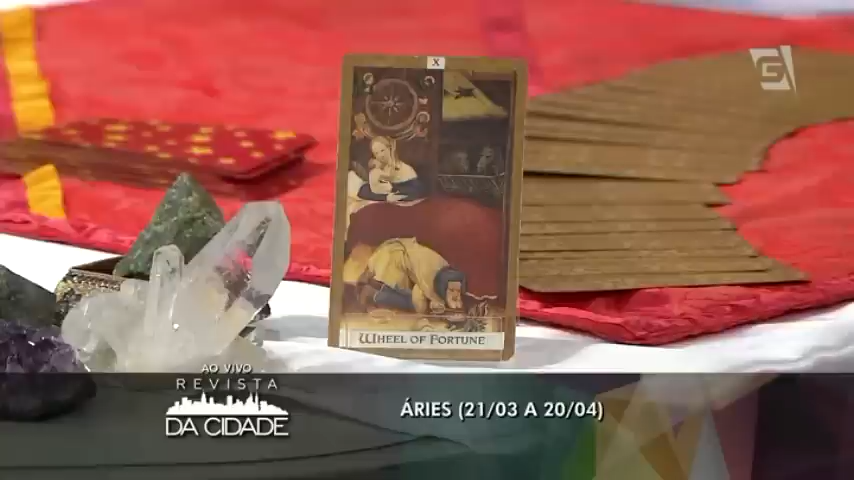 X
G
WHEEL OF FORTUNE
AO VIVO
REVISTA
DA CIDADE
ÁRIES (21/03 A 20/04)